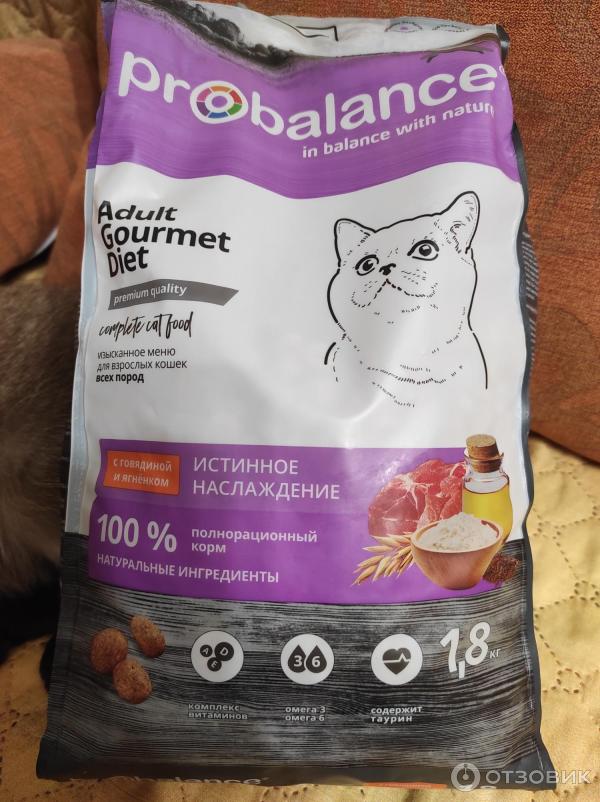 probalance
in balance with nature
Adult
Gourmet
Diet
premium quality
complete cat food
изысканное меню
для взрослых кошек
всех пород
с говядиной
и ягнёнком
ИСТИННОЕ
НАСЛАЖДЕНИЕ
100 %
полнорационный
корм
НАТУРАЛЬНЫЕ ИНГРЕДИЕНТЫ
A D E
3 6
1,8 кг
комплекс
витаминов
омега 3
омега 6
содержит
таурин
probalance
ОТЗОВИК